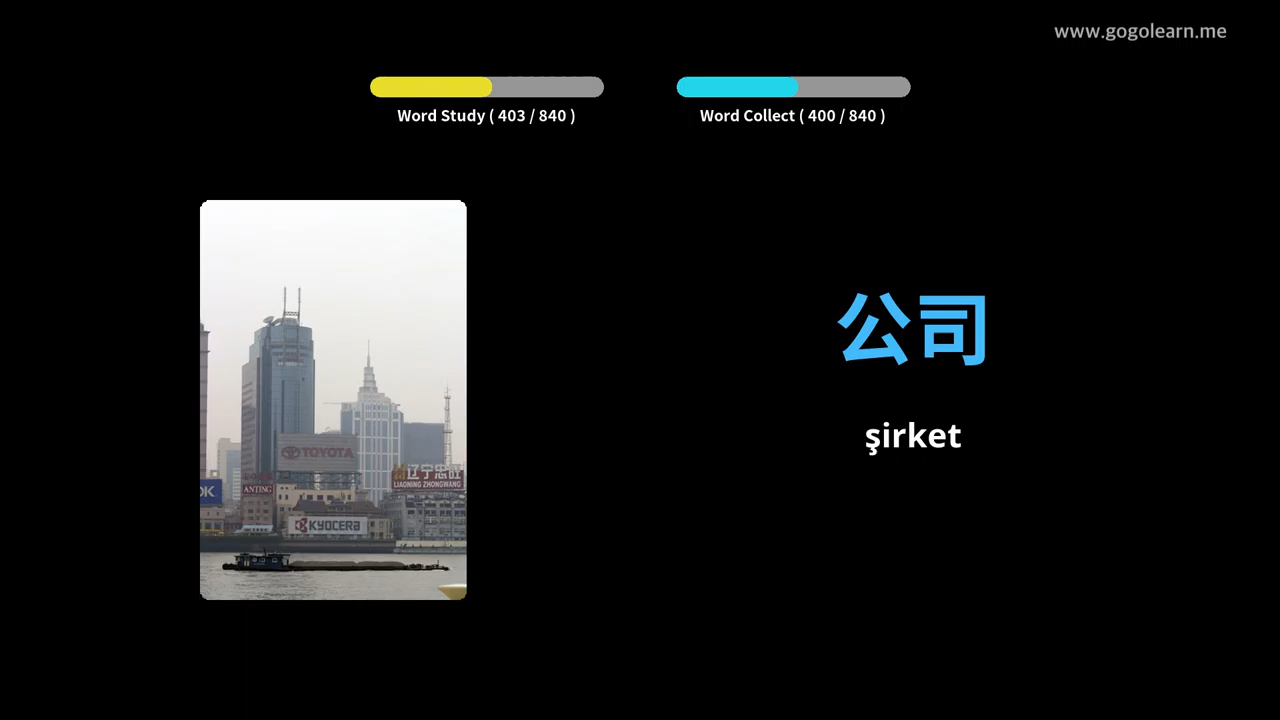 www.gogolearn.me
Word Study ( 403 / 840 )
Word Collect ( 400 / 840 )
公司
şirket
TOYOTA
辽宁忠旺
LIAONING ZHONGWANG
OK
ANTING
KYOCERA